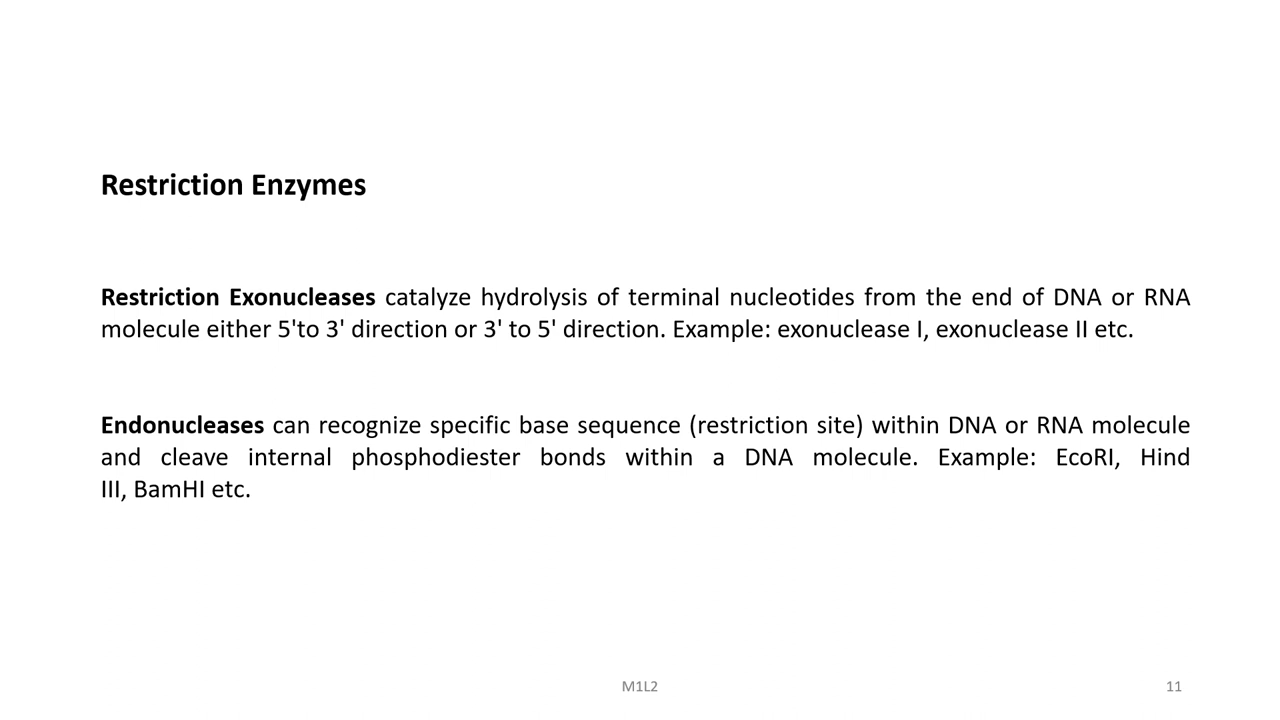 Restriction Enzymes
Restriction Exonucleases catalyze hydrolysis of terminal nucleotides from the end of DNA or RNA
molecule either 5'to 3' direction or 3' to 5' direction. Example: exonuclease I, exonuclease II etc.
Endonucleases can recognize specific base sequence (restriction site) within DNA or RNA molecule
and cleave internal phosphodiester bonds within a DNA molecule. Example: EcoRI, Hind
III, BamHI etc.
M1L2
11